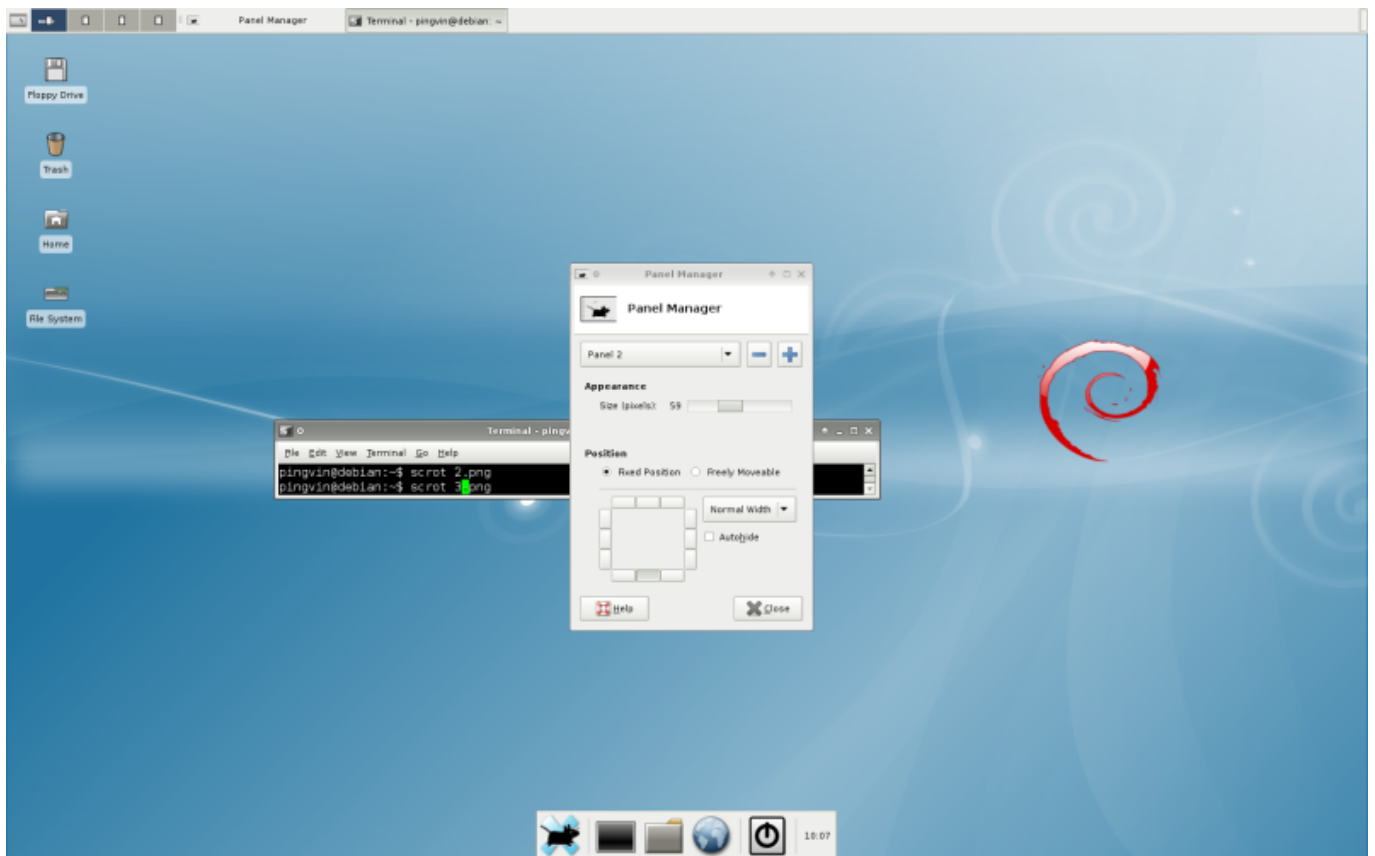 Panel Manager
Terminal - pingvin@debian: ~
Floppy Drive
Trash
Home
File System
Panel Manager
Panel Manager
Panel 2
Appearance
Size (pixels): 59
Position
Fixed Position
Freely Moveable
Normal Width
Autohide
Help
Close
Terminal - pingv
File Edit View Terminal Go Help
pingvin@debian:~$ scrot 2.png
pingvin@debian:~$ scrot 3.png
10:07